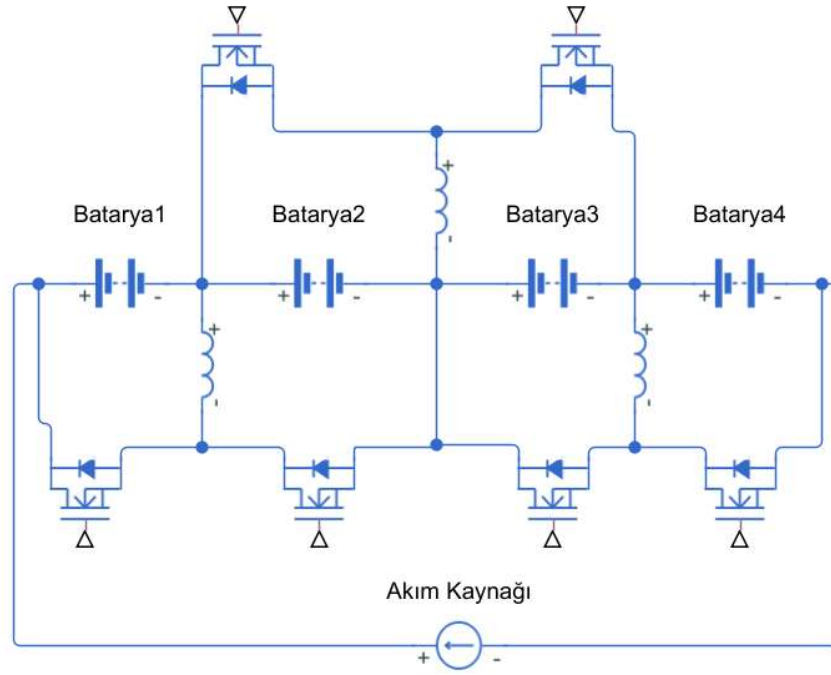 Batarya1 Batarya2 Batarya3 Batarya4
+
-
+ - + - + - + -
+ +
- -
Akım Kaynağı
+ -